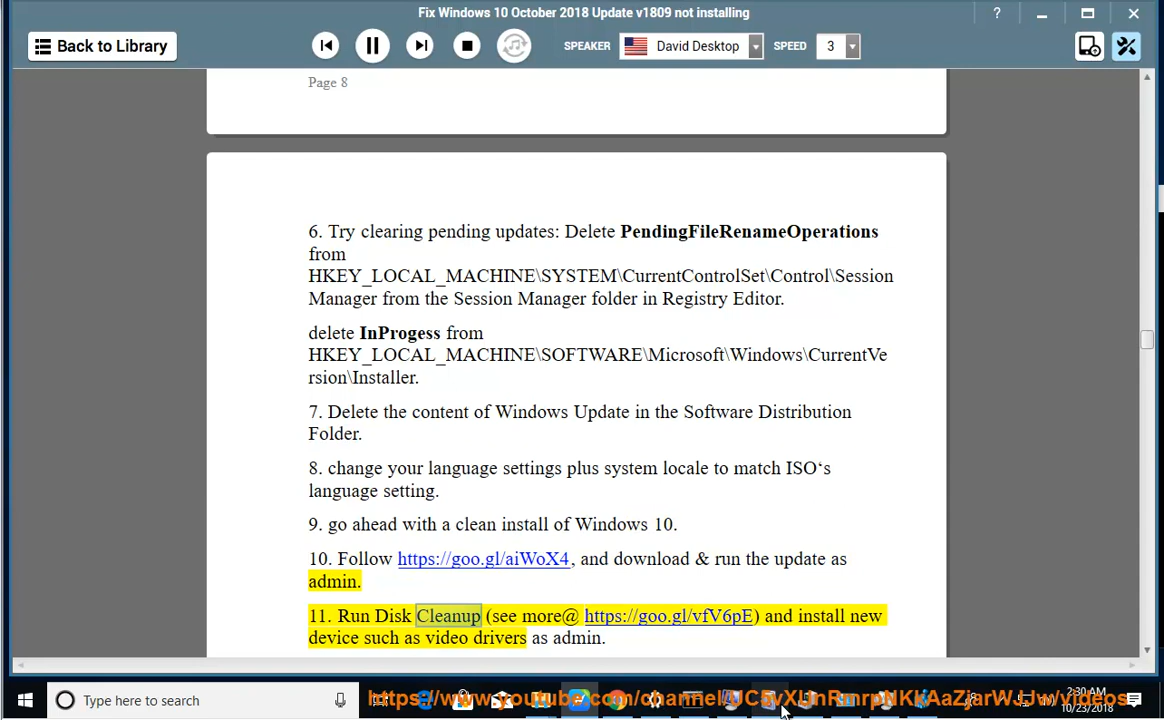 Fix Windows 10 October 2018 Update v1809 not installing
?
Back to Library
SPEAKER
David Desktop
SPEED
3
Page 8
6. Try clearing pending updates: Delete PendingFileRenameOperations
from
HKEY_LOCAL_MACHINE\SYSTEM\CurrentControlSet\Control\Session
Manager from the Session Manager folder in Registry Editor.
delete InProgess from
HKEY_LOCAL_MACHINE\SOFTWARE\Microsoft\Windows\CurrentVe
rsion\Installer.
7. Delete the content of Windows Update in the Software Distribution
Folder.
8. change your language settings plus system locale to match ISO‘s
language setting.
9. go ahead with a clean install of Windows 10.
10. Follow https://goo.gl/aiWoX4, and download & run the update as
admin.
11. Run Disk Cleanup (see more@ https://goo.gl/vfV6pE) and install new
device such as video drivers as admin.
Type here to search
2:30 AM
10/23/2018